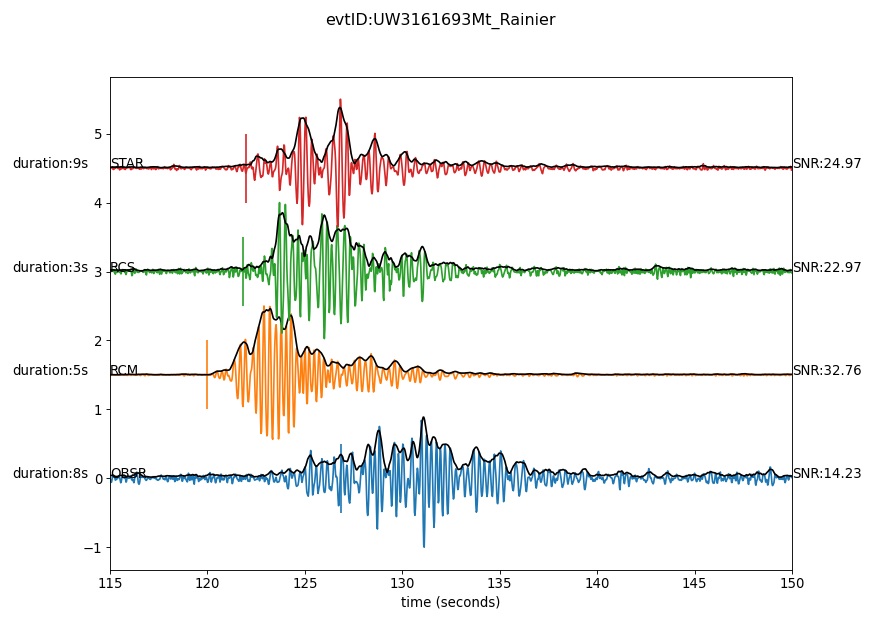 evtID:UW3161693Mt_Rainier
5
duration:9s STAR SNR:24.97
4
duration:3s RCS SNR:22.97
3
2
duration:5s RCM SNR:32.76
1
duration:8s OBSR SNR:14.23
0
−1
115 120 125 130 135 140 145 150
time (seconds)